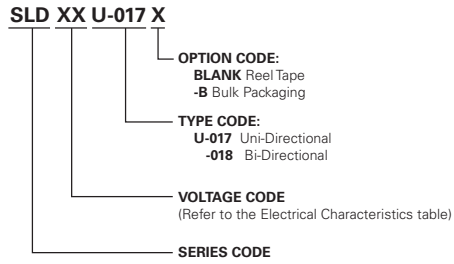 SLD XX U-017 X
OPTION CODE:
BLANK Reel Tape
-B Bulk Packaging
TYPE CODE:
U-017 Uni-Directional
-018 Bi-Directional
VOLTAGE CODE
(Refer to the Electrical Characteristics table)
SERIES CODE